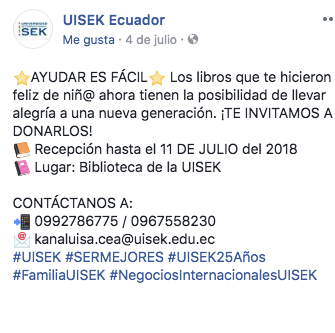 UNIVERSIDAD
INTERNACIONAL
SEK
UISEK Ecuador
Me gusta · 4 de julio ·
⭐AYUDAR ES FÁCIL⭐ Los libros que te hicieron
feliz de niñ@ ahora tienen la posibilidad de llevar
alegría a una nueva generación. ¡TE INVITAMOS A
DONARLOS!
📙 Recepción hasta el 11 DE JULIO del 2018
📔 Lugar: Biblioteca de la UISEK
CONTÁCTANOS A:
📲 0992786775 / 0967558230
📩 kanaluisa.cea@uisek.edu.ec
#UISEK #SERMEJORES #UISEK25Años
#FamiliaUISEK #NegociosInternacionalesUISEK